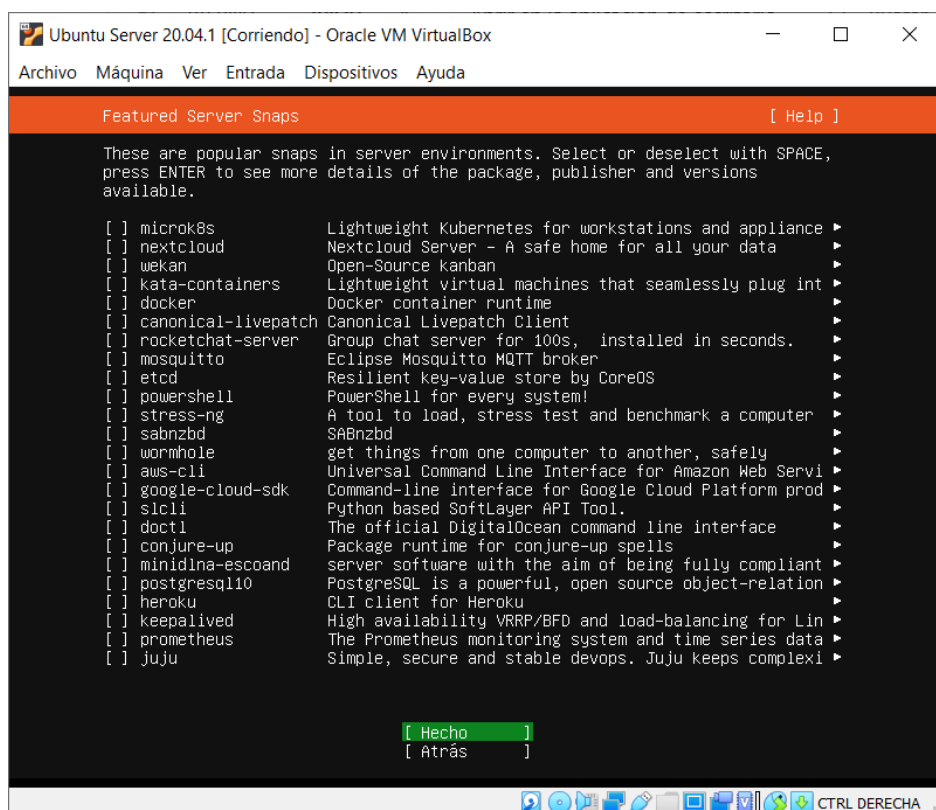 Ubuntu Server 20.04.1 [Corriendo] - Oracle VM VirtualBox
Archivo Máquina Ver Entrada Dispositivos Ayuda
Featured Server Snaps [ Help ]
These are popular snaps in server environments. Select or deselect with SPACE,
press ENTER to see more details of the package, publisher and versions
available.
[ ] microk8s Lightweight Kubernetes for workstations and appliance ▸
[ ] nextcloud Nextcloud Server – A safe home for all your data ▸
[ ] wekan Open-Source kanban ▸
[ ] kata-containers Lightweight virtual machines that seamlessly plug int ▸
[ ] docker Docker container runtime ▸
[ ] canonical-livepatch Canonical Livepatch Client ▸
[ ] rocketchat-server Group chat server for 100s, installed in seconds. ▸
[ ] mosquitto Eclipse Mosquitto MQTT broker ▸
[ ] etcd Resilient key-value store by CoreOS ▸
[ ] powershell PowerShell for every system! ▸
[ ] stress-ng A tool to load, stress test and benchmark a computer ▸
[ ] sabnzbd SABnzbd ▸
[ ] wormhole get things from one computer to another, safely ▸
[ ] aws-cli Universal Command Line Interface for Amazon Web Servi ▸
[ ] google-cloud-sdk Command-line interface for Google Cloud Platform prod ▸
[ ] slcli Python based SoftLayer API Tool. ▸
[ ] doctl The official DigitalOcean command line interface ▸
[ ] conjure-up Package runtime for conjure-up spells ▸
[ ] minidlna-escoand server software with the aim of being fully compliant ▸
[ ] postgresql10 PostgreSQL is a powerful, open source object-relation ▸
[ ] heroku CLI client for Heroku ▸
[ ] keepalived High availability VRRP/BFD and load-balancing for Lin ▸
[ ] prometheus The Prometheus monitoring system and time series data ▸
[ ] juju Simple, secure and stable devops. Juju keeps complexi ▸
[ Hecho ]
[ Atrás ]
CTRL DERECHA